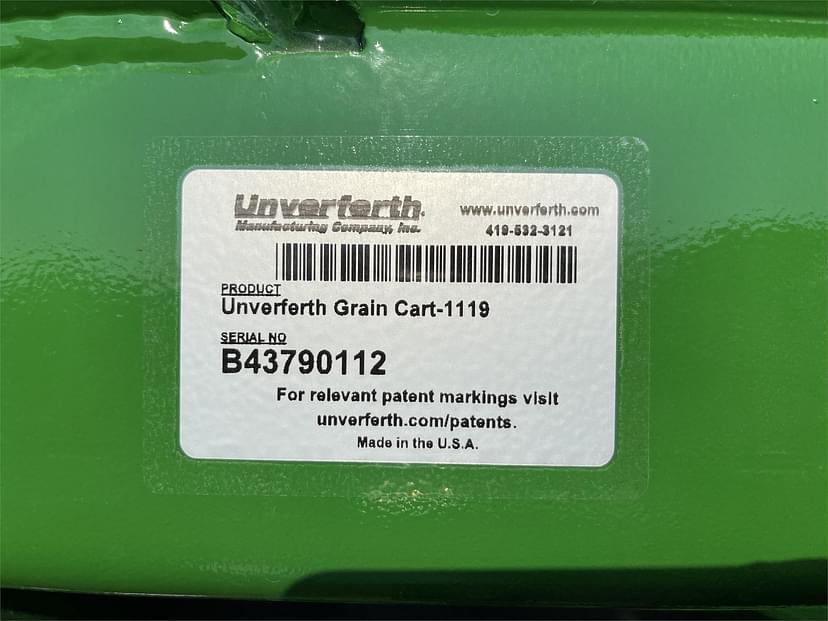 Unverferth
Manufacturing Company, Inc.
www.unverferth.com
419-532-3121
PRODUCT
Unverferth Grain Cart-1119
SERIAL NO
B43790112
For relevant patent markings visit
unverferth.com/patents.
Made in the U.S.A.